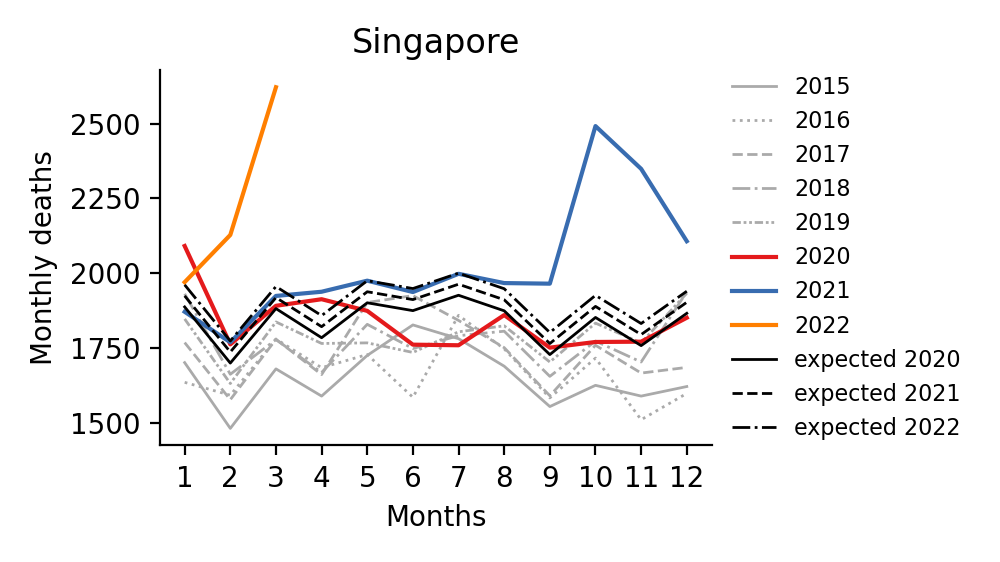 Singapore
Monthly deaths
2500
2250
2000
1750
1500
1 2 3 4 5 6 7 8 9 10 11 12
Months
2015
2016
2017
2018
2019
2020
2021
2022
expected 2020
expected 2021
expected 2022